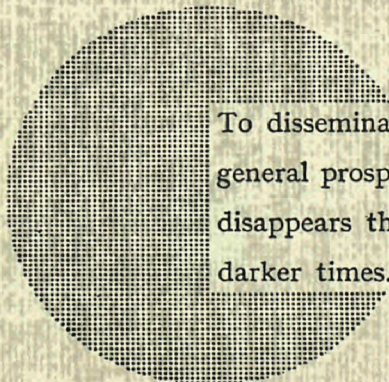 To dissemina
general prosp
disappears th
darker times.